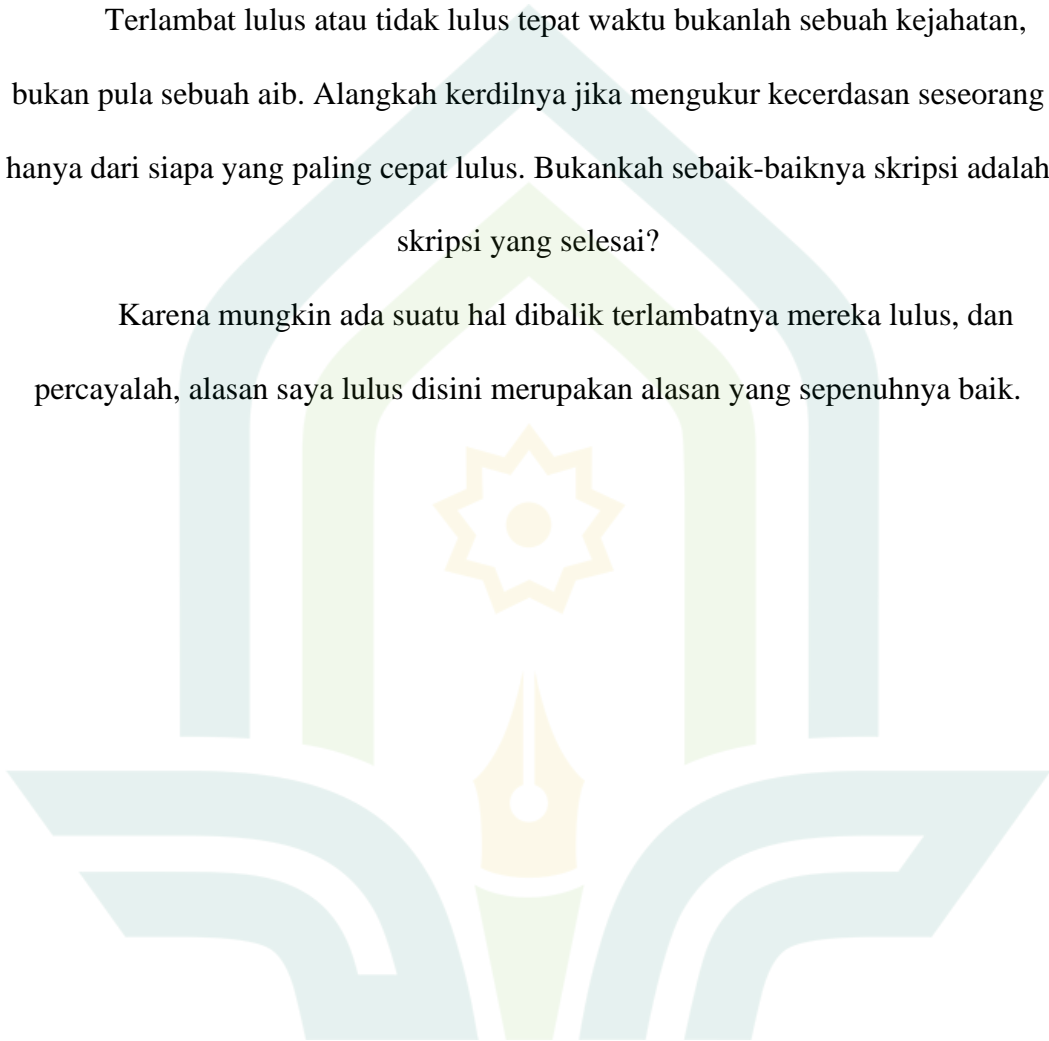 Terlambat lulus atau tidak lulus tepat waktu bukanlah sebuah kejahatan,
bukan pula sebuah aib. Alangkah kerdilnya jika mengukur kecerdasan seseorang
hanya dari siapa yang paling cepat lulus. Bukankah sebaik-baiknya skripsi adalah
skripsi yang selesai?
Karena mungkin ada suatu hal dibalik terlambatnya mereka lulus, dan
percayalah, alasan saya lulus disini merupakan alasan yang sepenuhnya baik.